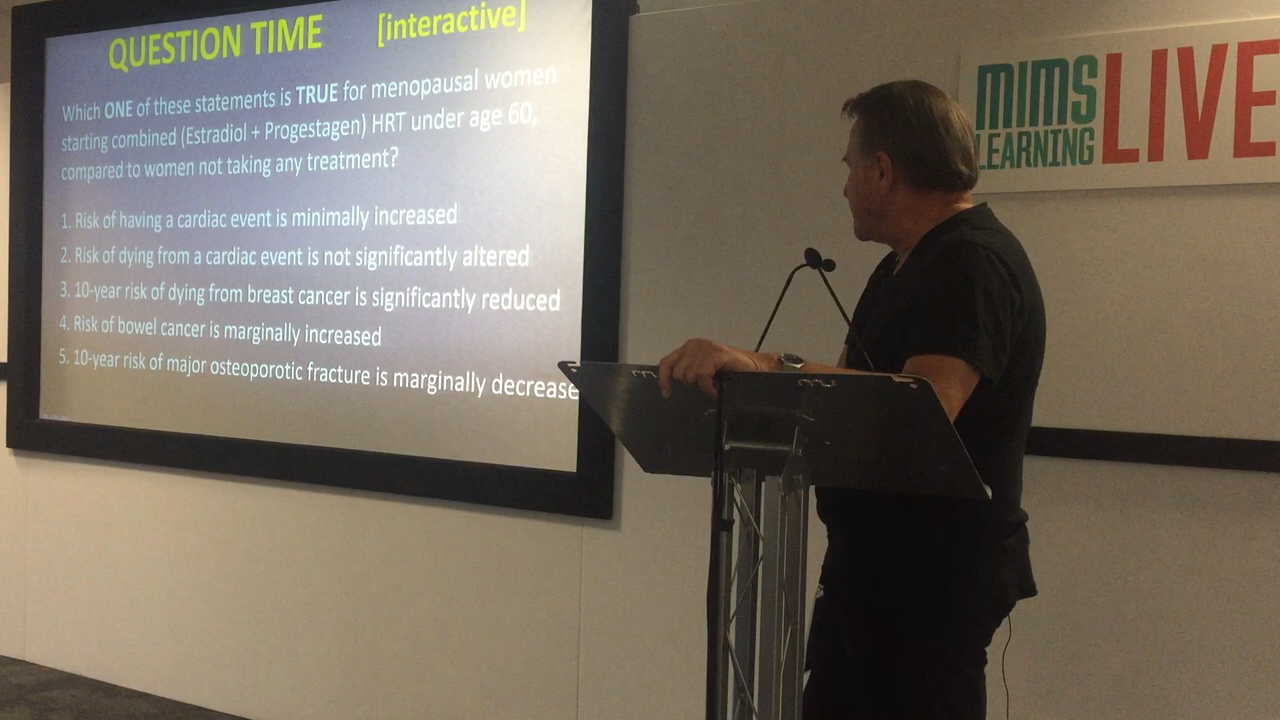 QUESTION TIME [interactive]
Which ONE of these statements is TRUE for menopausal women
starting combined (Estradiol + Progestagen) HRT under age 60,
compared to women not taking any treatment?
1. Risk of having a cardiac event is minimally increased
2. Risk of dying from a cardiac event is not significantly altered
3. 10-year risk of dying from breast cancer is significantly reduced
4. Risk of bowel cancer is marginally increased
5. 10-year risk of major osteoporotic fracture is marginally decrease
MIMS
LEARNING
LIVE